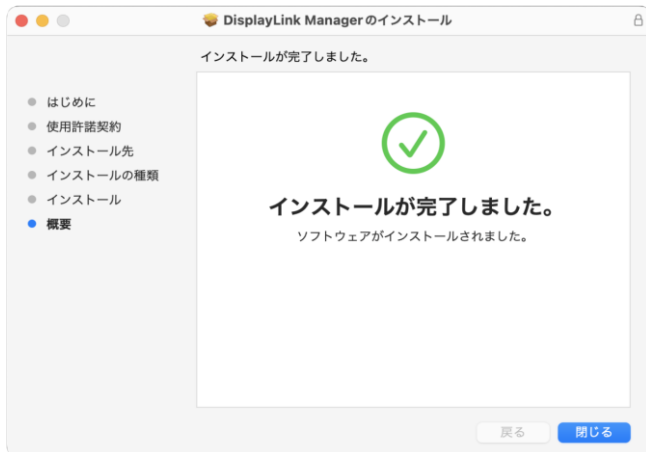 DisplayLink Managerのインストール
インストールが完了しました。
はじめに
使用許諾契約
インストール先
インストールの種類
インストール
概要
インストールが完了しました。
ソフトウェアがインストールされました。
戻る
閉じる